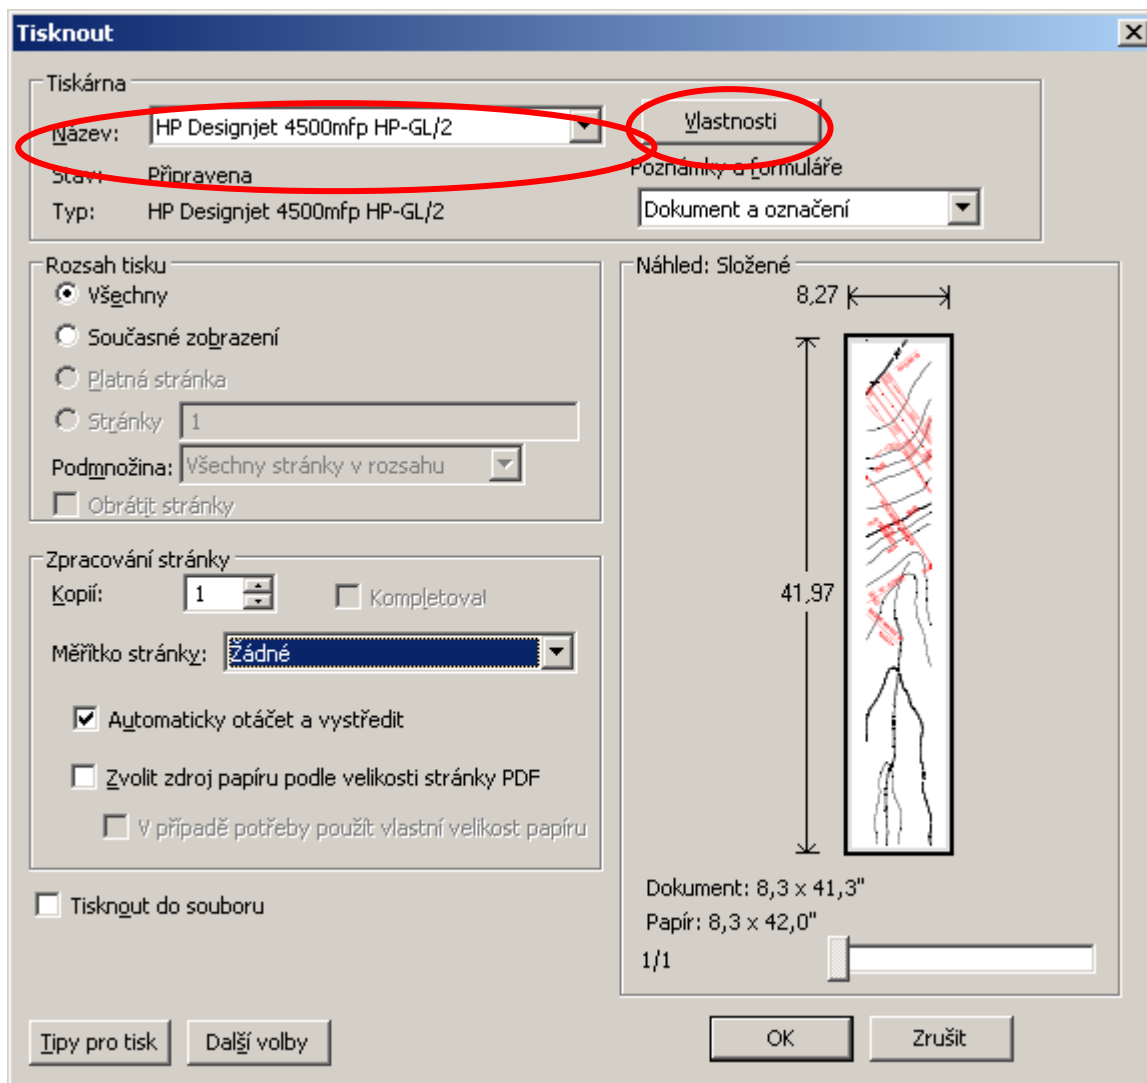 Tisknout
Tiskárna
Název: HP Designjet 4500mfp HP-GL/2
Vlastnosti
Stav: Připravena
Poznámky a formuláře
Typ: HP Designjet 4500mfp HP-GL/2
Dokument a označení
Rozsah tisku
Všechny
Současné zobrazení
Platná stránka
Stránky 1
Podmnožina: Všechny stránky v rozsahu
Obrátit stránky
Zpracování stránky
Kopií: 1
Kompletovat
Měřítko stránky: Žádné
Automaticky otáčet a vystředit
Zvolit zdroj papíru podle velikosti stránky PDF
V případě potřeby použít vlastní velikost papíru
Tisknout do souboru
Náhled: Složené
8,27
41,97
Dokument: 8,3 x 41,3"
Papír: 8,3 x 42,0"
1/1
Tipy pro tisk
Další volby
OK
Zrušit